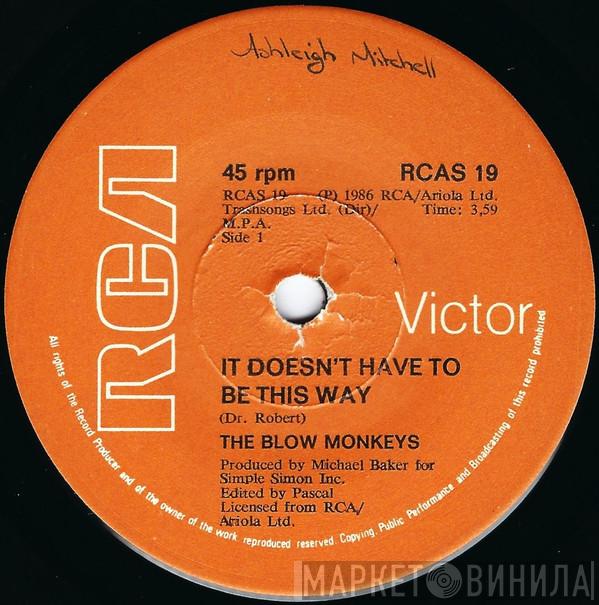 Ashleigh Mitchell
45 rpm
RCAS 19
RCAS 19 (P) 1986 RCA/Ariola Ltd.
Trashsongs Ltd. (Dir)/ Time: 3,59
M.P.A.
Side 1
RCA
Victor
IT DOESN'T HAVE TO
BE THIS WAY
(Dr. Robert)
THE BLOW MONKEYS
Produced by Michael Baker for
Simple Simon Inc.
Edited by Pascal
Licensed from RCA/
Ariola Ltd.
All rights of the Record Producer and of the owner of the work reproduced reserved. Copying, Public Performance and Broadcasting of this record prohibited
МАРКЕТ ВИНИЛА